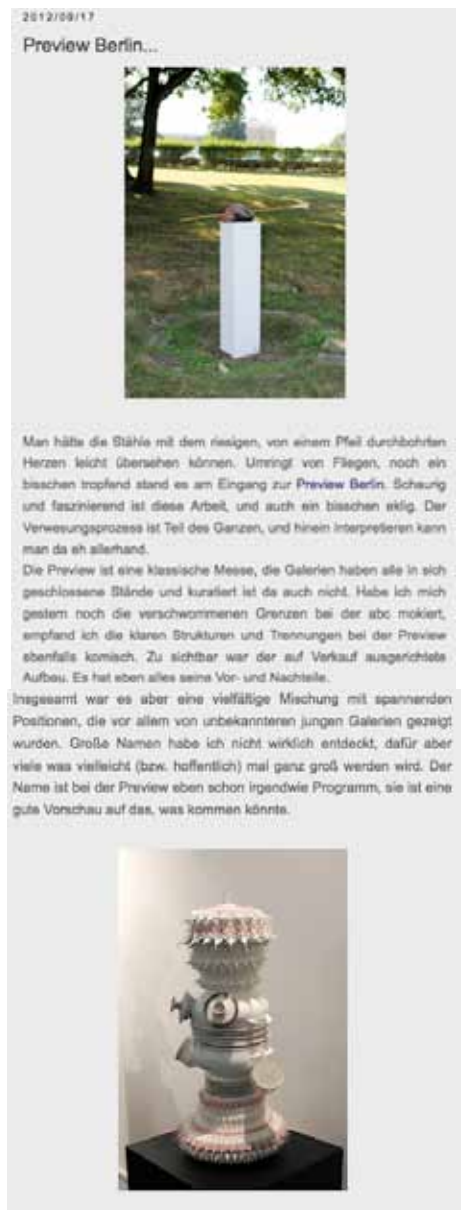 2012/09/17
Preview Berlin...
Man hätte die Stähle mit dem riesigen, von einem Pfeil durchbohrten
Herzen leicht übersehen können. Umringt von Fliegen, noch ein
bisschen tropfend stand es am Eingang zur Preview Berlin. Schaurig
und faszinierend ist diese Arbeit, und auch ein bisschen eklig. Der
Verwesungsprozess ist Teil des Ganzen, und hinein interpretieren kann
man da eh allerhand.
Die Preview ist eine klassische Messe, die Galerien haben alle in sich
geschlossene Stände und kuratiert ist da auch nicht. Habe ich mich
gestern noch die verschwommenen Grenzen bei der abc mokiert,
empfand ich die klaren Strukturen und Trennungen bei der Preview
ebenfalls komisch. Zu sichtbar war der auf Verkauf ausgerichtete
Aufbau. Es hat eben alles seine Vor- und Nachteile.
Insgesamt war es aber eine vielfältige Mischung mit spannenden
Positionen, die vor allem von unbekannteren jungen Galerien gezeigt
wurden. Große Namen habe ich nicht wirklich entdeckt, dafür aber
viele was vielleicht (bzw. hoffentlich) mal ganz groß werden wird. Der
Name ist bei der Preview eben schon irgendwie Programm, sie ist eine
gute Vorschau auf das, was kommen könnte.